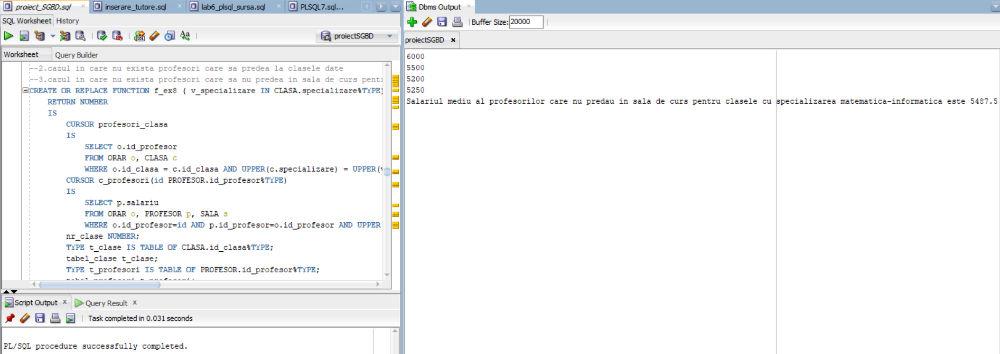 proiect_SGBD.sql
inserare_tutore.sql
lab6_plsql_sursa.sql
PLSQL7.sql...
SQL Worksheet History
proiectSGBD
Worksheet Query Builder
--2.cazul in care nu exista profesori care sa predea la clasele date
--3.cazul in care nu exista profesori care sa nu predea in sala de curs
CREATE OR REPLACE FUNCTION f_ex8 ( v_specializare IN CLASA.specializare%TYPE)
RETURN NUMBER
IS
CURSOR profesori_clasa
IS
SELECT o.id_profesor
FROM ORAR o, CLASA c
WHERE o.id_clasa = c.id_clasa AND UPPER(c.specializare) = UPPER(
CURSOR c_profesori(id PROFESOR.id_profesor%TYPE)
IS
SELECT p.salariu
FROM ORAR o, PROFESOR p, SALA s
WHERE o.id_profesor=id AND p.id_profesor=o.id_profesor AND UPPER
nr_clase NUMBER;
TYPE t_clase IS TABLE OF CLASA.id_clasa%TYPE;
tabel_clase t_clase;
TYPE t_profesori IS TABLE OF PROFESOR.id_profesor%TYPE;
Script Output x
Query Result x
Task completed in 0.031 seconds
PL/SQL procedure successfully completed.
Dbms Output
Buffer Size: 20000
proiectSGBD
6000
5500
5200
5250
Salariul mediu al profesorilor care nu predau in sala de curs pentru clasele cu specializarea matematica-informatica este 5487.5